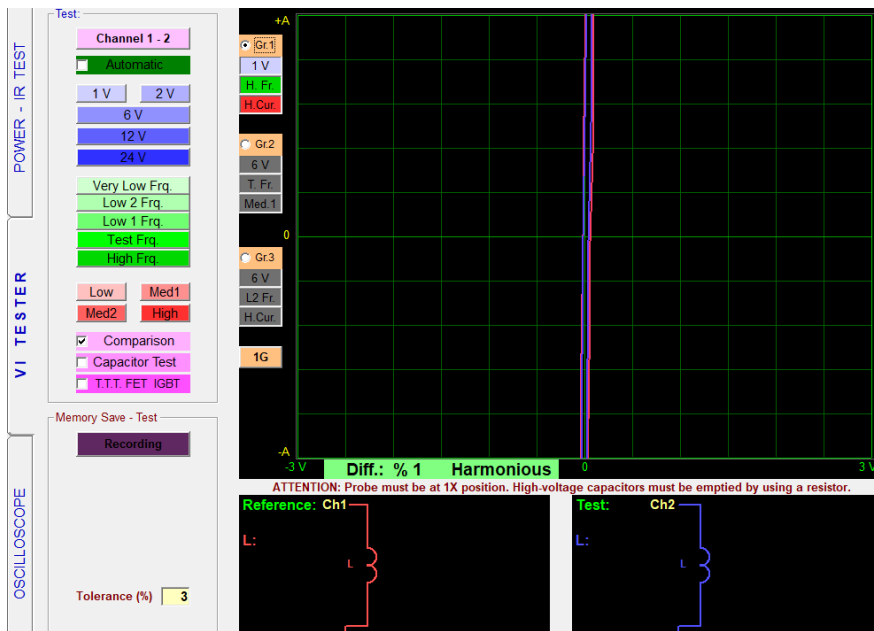 POWER - IR TEST
VI TESTER
OSCILLOSCOPE
Test:
Channel 1 - 2
Automatic
1 V
2 V
6 V
12 V
24 V
Very Low Frq.
Low 2 Frq.
Low 1 Frq.
Test Frq.
High Frq.
Low
Med1
Med2
High
Comparison
Capacitor Test
T.T.T. FET IGBT
Memory Save - Test
Recording
Tolerance (%) 3
+A
Gr.1
1 V
H. Fr.
H.Cur.
Gr.2
6 V
T. Fr.
Med.1
0
Gr.3
6 V
L2 Fr.
H.Cur.
1G
-A
-3 V
0
3 V
Diff.: % 1 Harmonious
ATTENTION: Probe must be at 1X position. High-voltage capacitors must be emptied by using a resistor.
Reference: Ch1
L:
L
Test: Ch2
L:
L